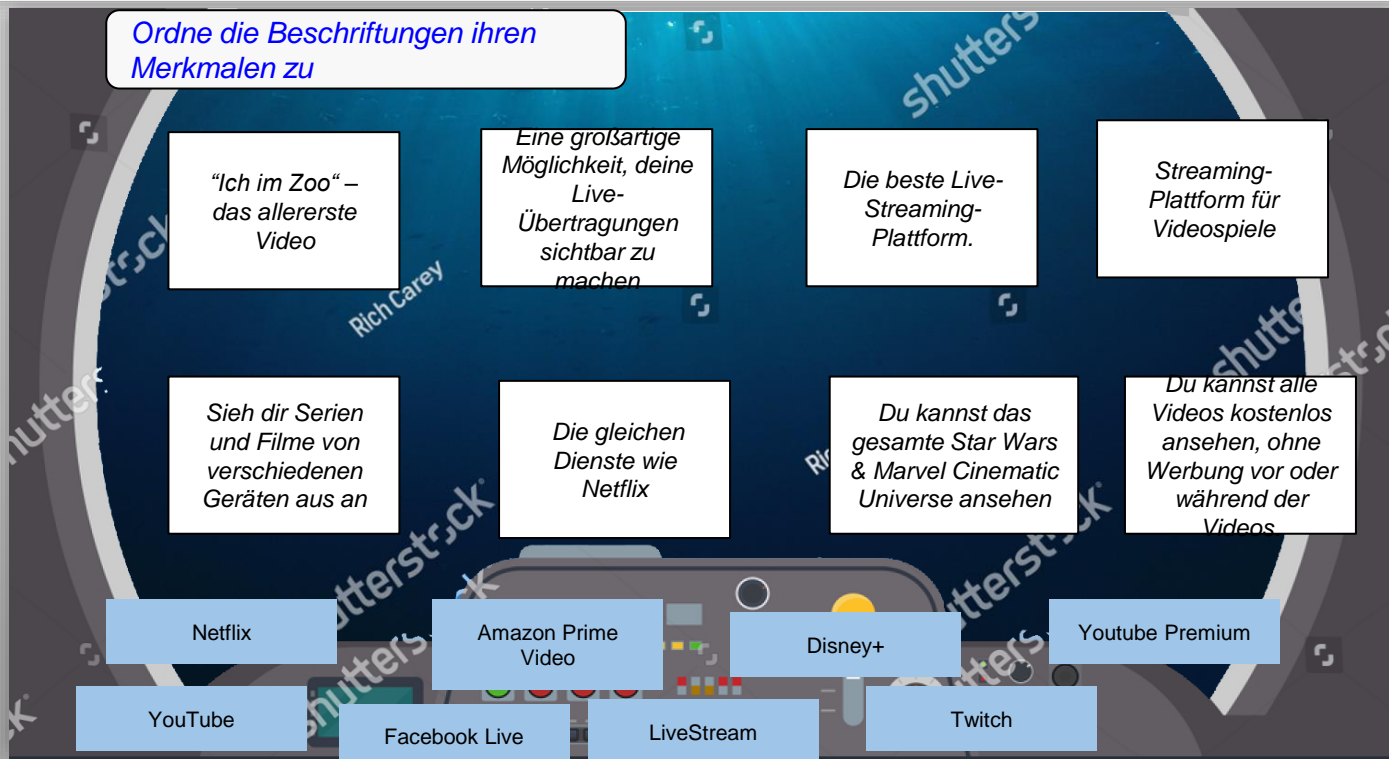 Ordne die Beschriftungen ihren
Merkmalen zu
“Ich im Zoo“ –
das allererste
Video
Eine großartige
Möglichkeit, deine
Live-
Übertragungen
sichtbar zu
machen
Die beste Live-
Streaming-
Plattform.
Streaming-
Plattform für
Videospiele
Sieh dir Serien
und Filme von
verschiedenen
Geräten aus an
Die gleichen
Dienste wie
Netflix
Du kannst das
gesamte Star Wars
& Marvel Cinematic
Universe ansehen
Du kannst alle
Videos kostenlos
ansehen, ohne
Werbung vor oder
während der
Videos.
Netflix
Amazon Prime
Video
Disney+
Youtube Premium
YouTube
Facebook Live
LiveStream
Twitch
shutterstock
Rich Carey